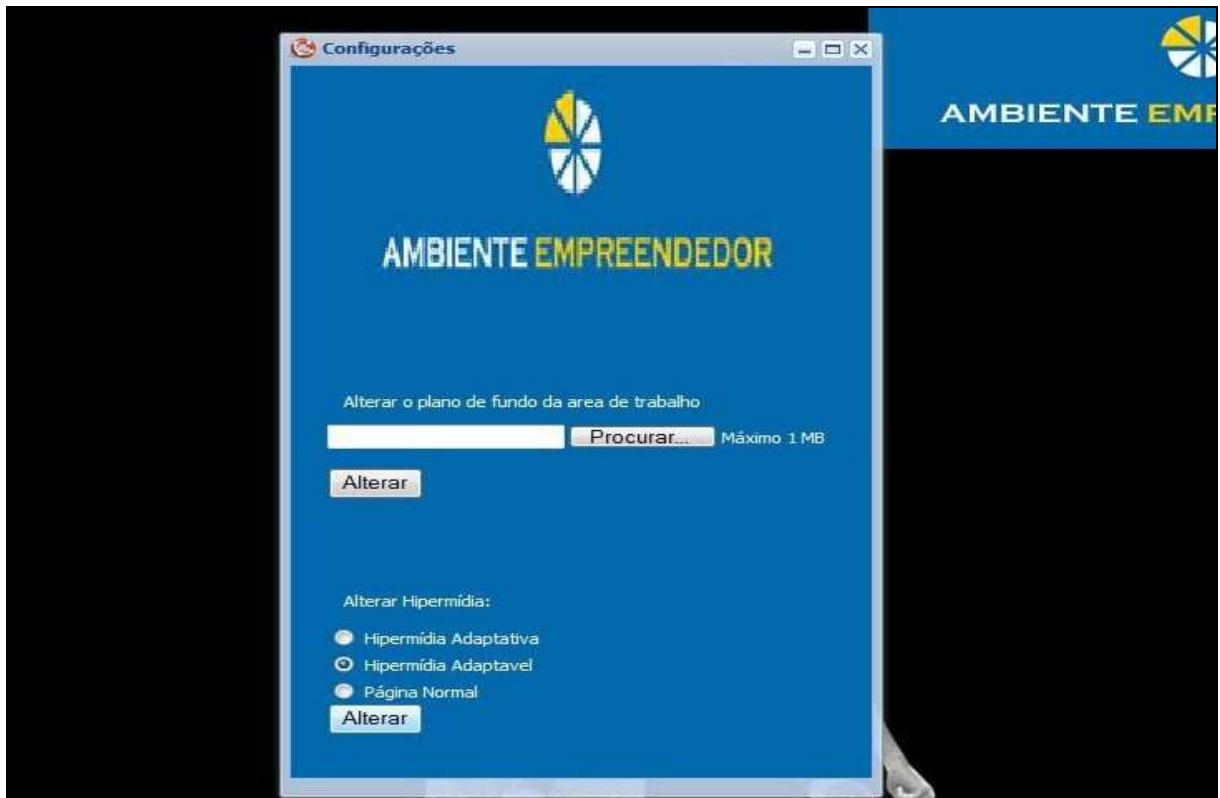 Configurações
AMBIENTE EMPREENDEDOR
Alterar o plano de fundo da area de trabalho
Procurar... Máximo 1 MB
Alterar
Alterar Hipermídia:
Hipermídia Adaptativa
Hipermídia Adaptavel
Página Normal
Alterar
AMBIENTE EMP